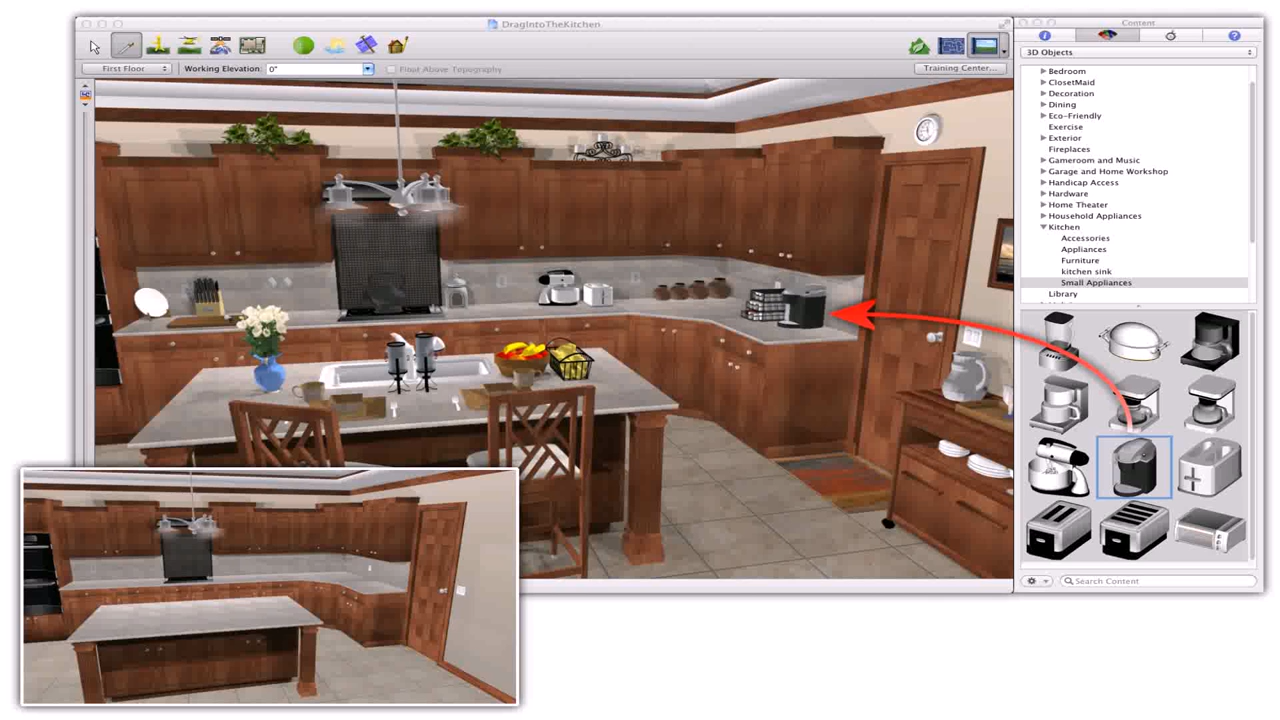 DragIntoTheKitchen
Content
3D Objects
First Floor
Working Elevation: 0"
Float Above Topography
Training Center...
Bedroom
ClosetMaid
Decoration
Dining
Eco-Friendly
Exercise
Exterior
Fireplaces
Gameroom and Music
Garage and Home Workshop
Handicap Access
Hardware
Home Theater
Household Appliances
Kitchen
Accessories
Appliances
Furniture
kitchen sink
Small Appliances
Library
Search Content